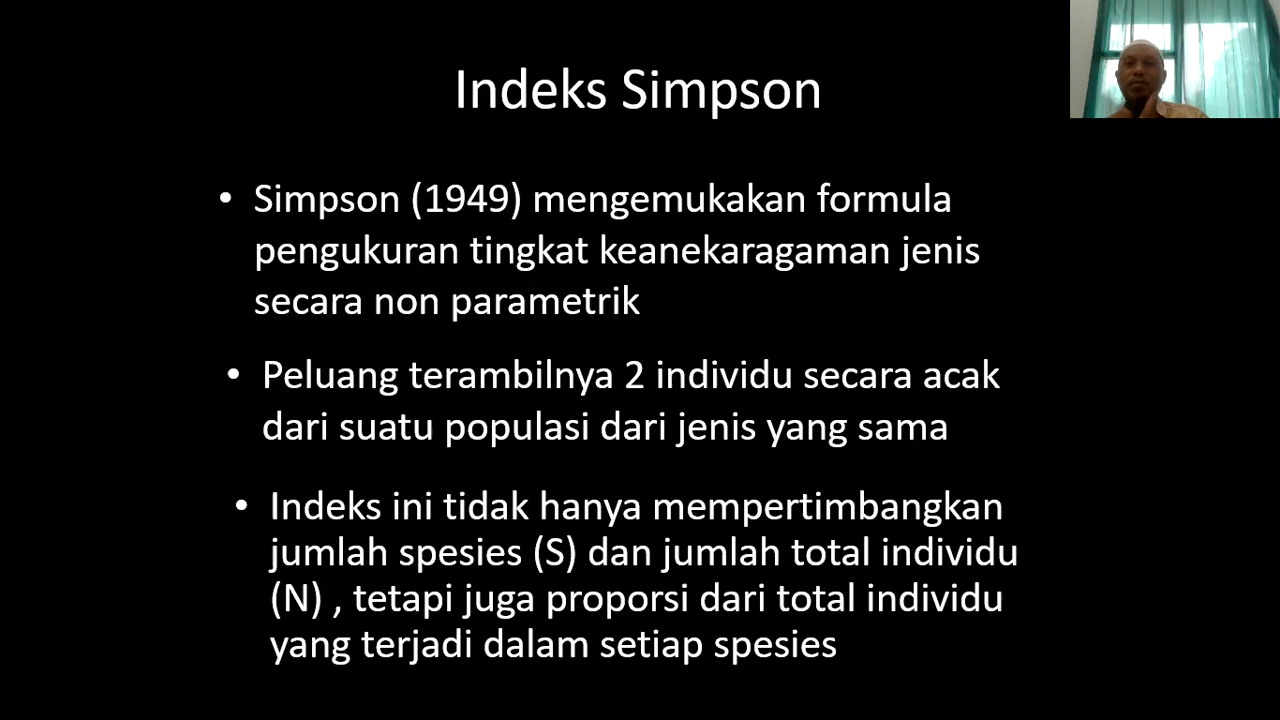 Indeks Simpson
• Simpson (1949) mengemukakan formula
pengukuran tingkat keanekaragaman jenis
secara non parametrik
• Peluang terambilnya 2 individu secara acak
dari suatu populasi dari jenis yang sama
• Indeks ini tidak hanya mempertimbangkan
jumlah spesies (S) dan jumlah total individu
(N) , tetapi juga proporsi dari total individu
yang terjadi dalam setiap spesies